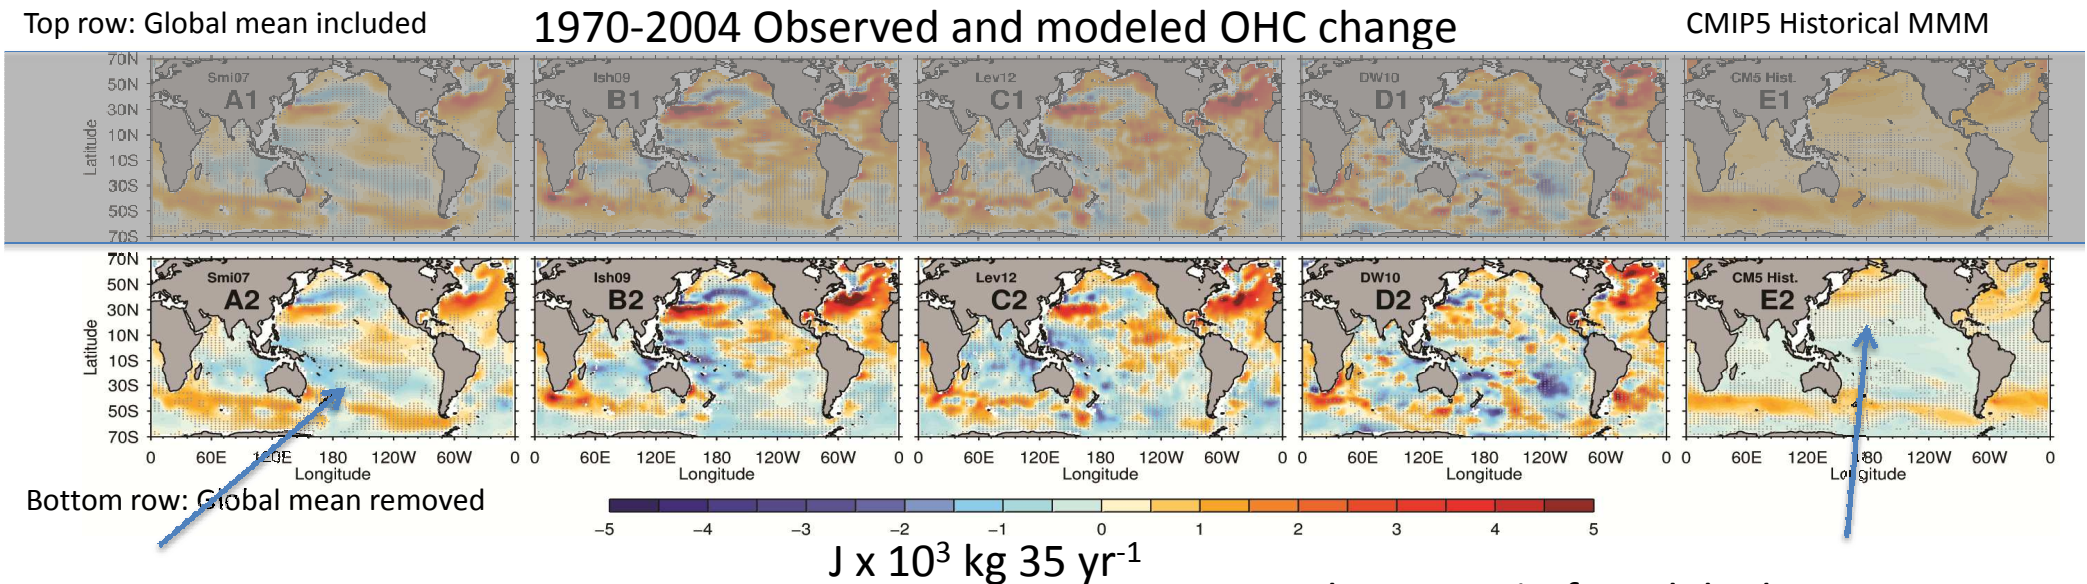 Top row: Global mean included
1970-2004 Observed and modeled OHC change
CMIP5 Historical MMM
70N
50N
30N
10N
10S
30S
50S
70S
Latitude
Smi07
A1
Ish09
B1
Lev12
C1
DW10
D1
CM5 Hist.
E1
70N
50N
30N
10N
10S
30S
50S
70S
Latitude
Smi07
A2
Ish09
B2
Lev12
C2
DW10
D2
CM5 Hist.
E2
0 60E 120E 180 120W 60W 0
0 60E 120E 180 120W 60W 0
0 60E 120E 180 120W 60W 0
0 60E 120E 180 120W 60W 0
0 60E 120E 180 120W 60W 0
Longitude Longitude Longitude Longitude Longitude
Bottom row: Global mean removed
−5 −4 −3 −2 −1 0 1 2 3 4 5
J x 10³ kg 35 yr⁻¹